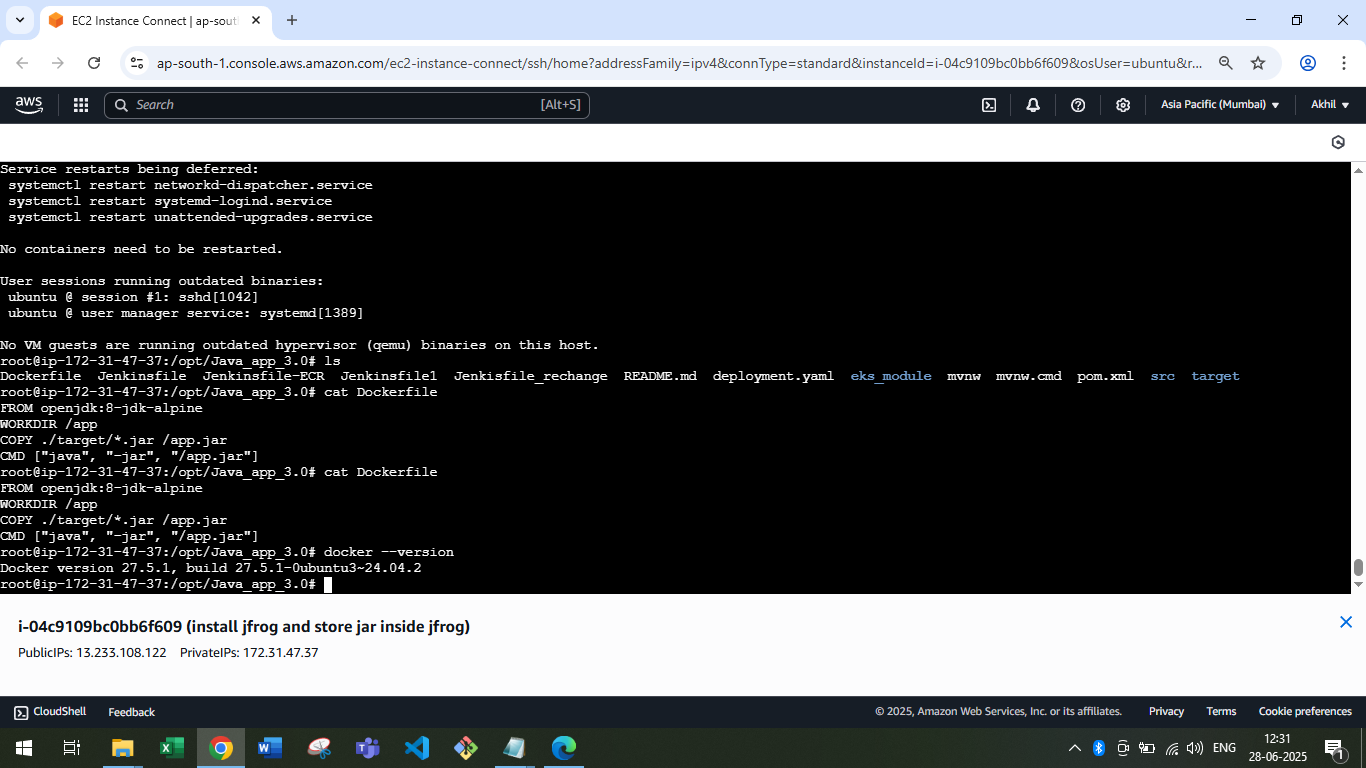 EC2 Instance Connect | ap-sout
ap-south-1.console.aws.amazon.com/ec2-instance-connect/ssh/home?addressFamily=ipv4&connType=standard&instanceId=i-04c9109bc0bb6f609&osUser=ubuntu&r...
aws Search [Alt+S] Asia Pacific (Mumbai) Akhil
Service restarts being deferred:
systemctl restart networkd-dispatcher.service
systemctl restart systemd-logind.service
systemctl restart unattended-upgrades.service
No containers need to be restarted.
User sessions running outdated binaries:
ubuntu @ session #1: sshd[1042]
ubuntu @ user manager service: systemd[1389]
No VM guests are running outdated hypervisor (qemu) binaries on this host.
root@ip-172-31-47-37:/opt/Java_app_3.0# ls
Dockerfile Jenkinsfile Jenkinsfile-ECR Jenkinsfile1 Jenkisfile_rechange README.md deployment.yaml eks_module mvnw mvnw.cmd pom.xml src target
root@ip-172-31-47-37:/opt/Java_app_3.0# cat Dockerfile
FROM openjdk:8-jdk-alpine
WORKDIR /app
COPY ./target/*.jar /app.jar
CMD ["java", "-jar", "/app.jar"]
root@ip-172-31-47-37:/opt/Java_app_3.0# cat Dockerfile
FROM openjdk:8-jdk-alpine
WORKDIR /app
COPY ./target/*.jar /app.jar
CMD ["java", "-jar", "/app.jar"]
root@ip-172-31-47-37:/opt/Java_app_3.0# docker --version
Docker version 27.5.1, build 27.5.1-0ubuntu3~24.04.2
root@ip-172-31-47-37:/opt/Java_app_3.0#
i-04c9109bc0bb6f609 (install jfrog and store jar inside jfrog)
PublicIPs: 13.233.108.122 PrivateIPs: 172.31.47.37
CloudShell Feedback © 2025, Amazon Web Services, Inc. or its affiliates. Privacy Terms Cookie preferences
ENG 12:31
28-06-2025 1